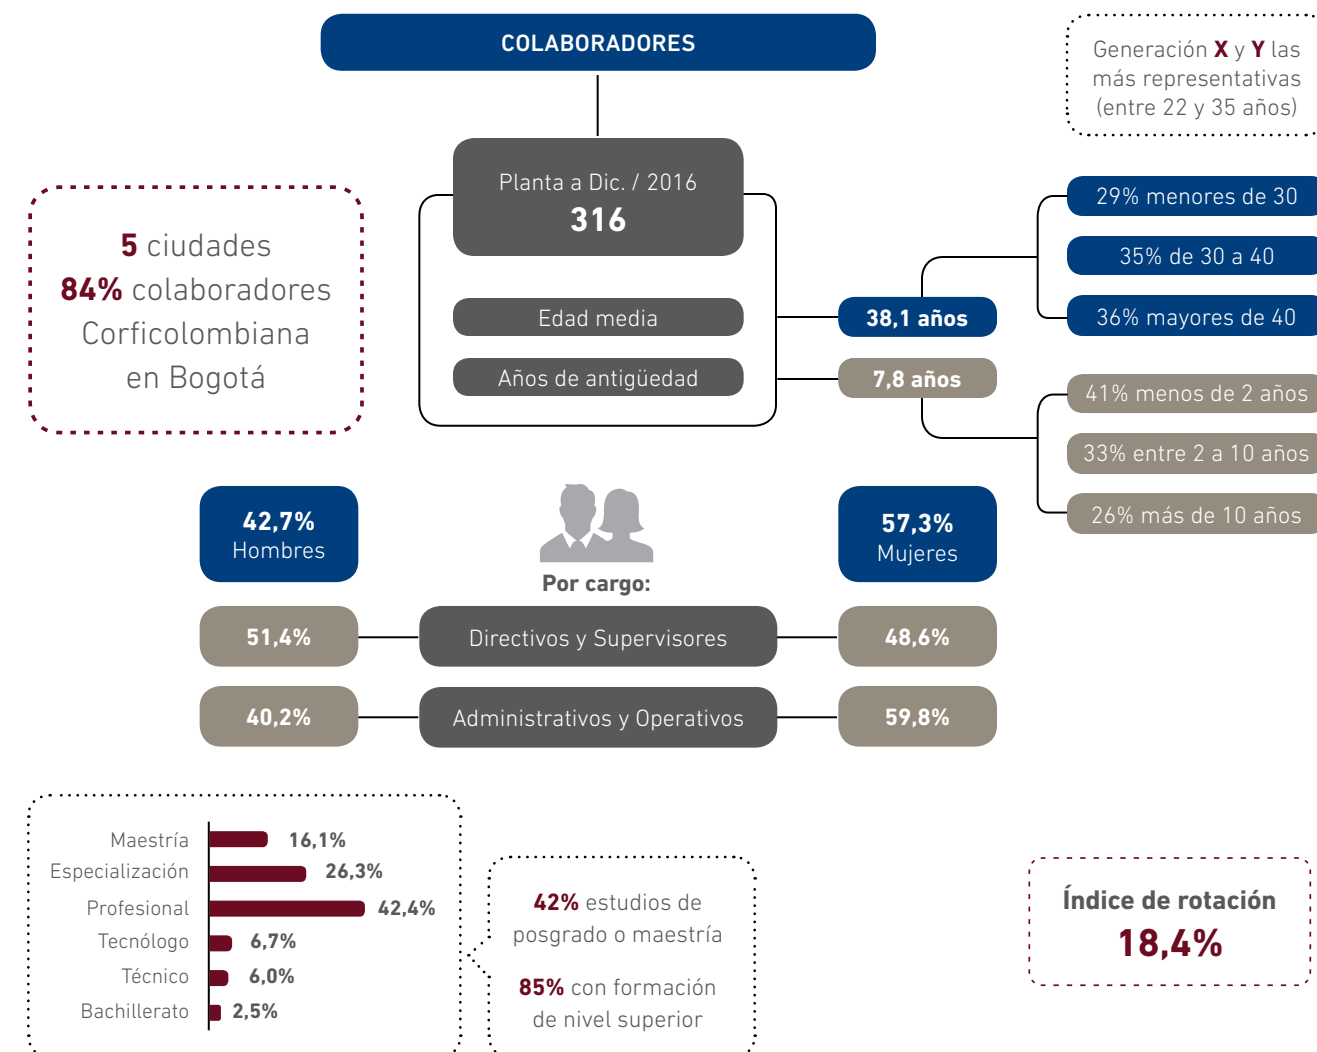 COLABORADORES
Generación X y Y las
más representativas
(entre 22 y 35 años)
Planta a Dic. / 2016
316
5 ciudades
84% colaboradores
Corficolombiana
en Bogotá
Edad media
38,1 años
Años de antigüedad
7,8 años
29% menores de 30
35% de 30 a 40
36% mayores de 40
41% menos de 2 años
33% entre 2 a 10 años
26% más de 10 años
42,7%
Hombres
57,3%
Mujeres
Por cargo:
51,4%
Directivos y Supervisores
48,6%
40,2%
Administrativos y Operativos
59,8%
Maestría 16,1%
Especialización 26,3%
Profesional 42,4%
Tecnólogo 6,7%
Técnico 6,0%
Bachillerato 2,5%
42% estudios de
posgrado o maestría
85% con formación
de nivel superior
Índice de rotación
18,4%